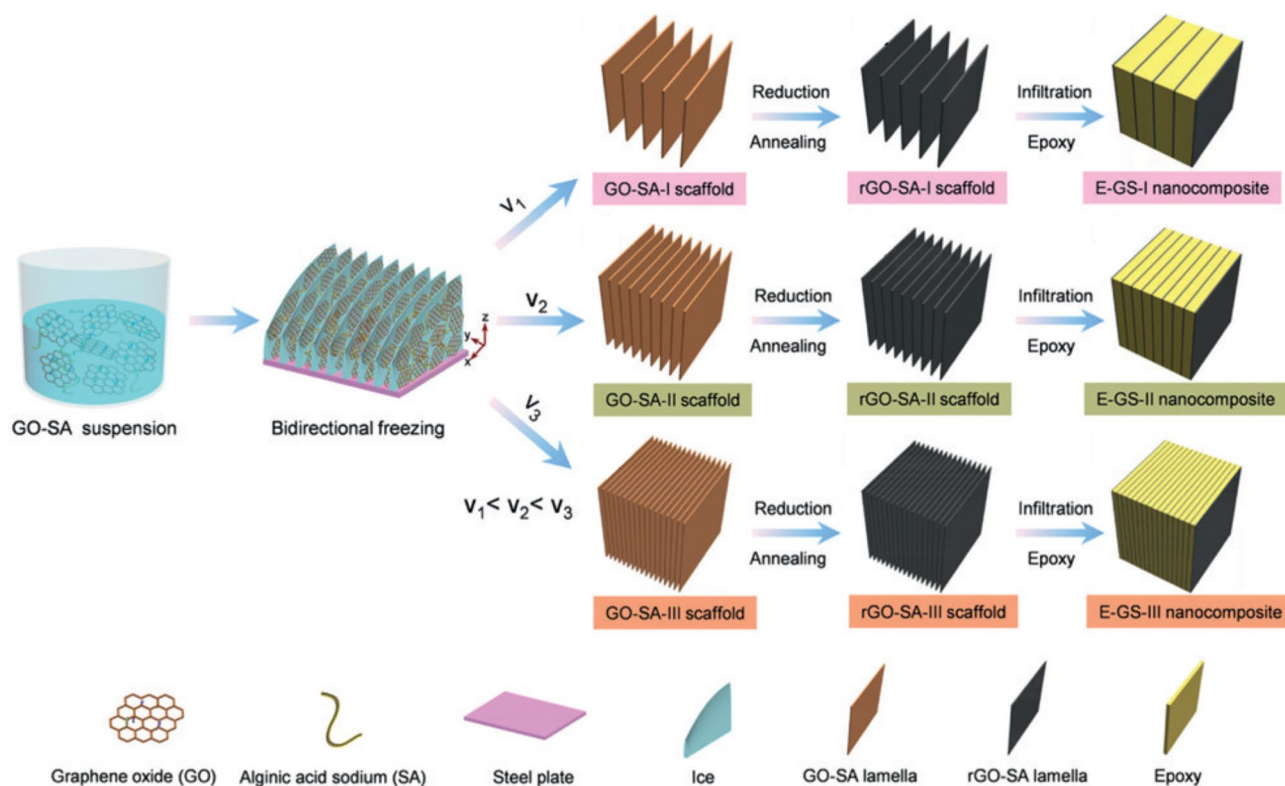 Reduction
Annealing
Infiltration
Epoxy
GO-SA-I scaffold
rGO-SA-I scaffold
E-GS-I nanocomposite
v1
GO-SA suspension
Bidirectional freezing
z
y
x
v2
Reduction
Annealing
Infiltration
Epoxy
GO-SA-II scaffold
rGO-SA-II scaffold
E-GS-II nanocomposite
v3
v1< v2< v3
Reduction
Annealing
Infiltration
Epoxy
GO-SA-III scaffold
rGO-SA-III scaffold
E-GS-III nanocomposite
Graphene oxide (GO)
Alginic acid sodium (SA)
Steel plate
Ice
GO-SA lamella
rGO-SA lamella
Epoxy